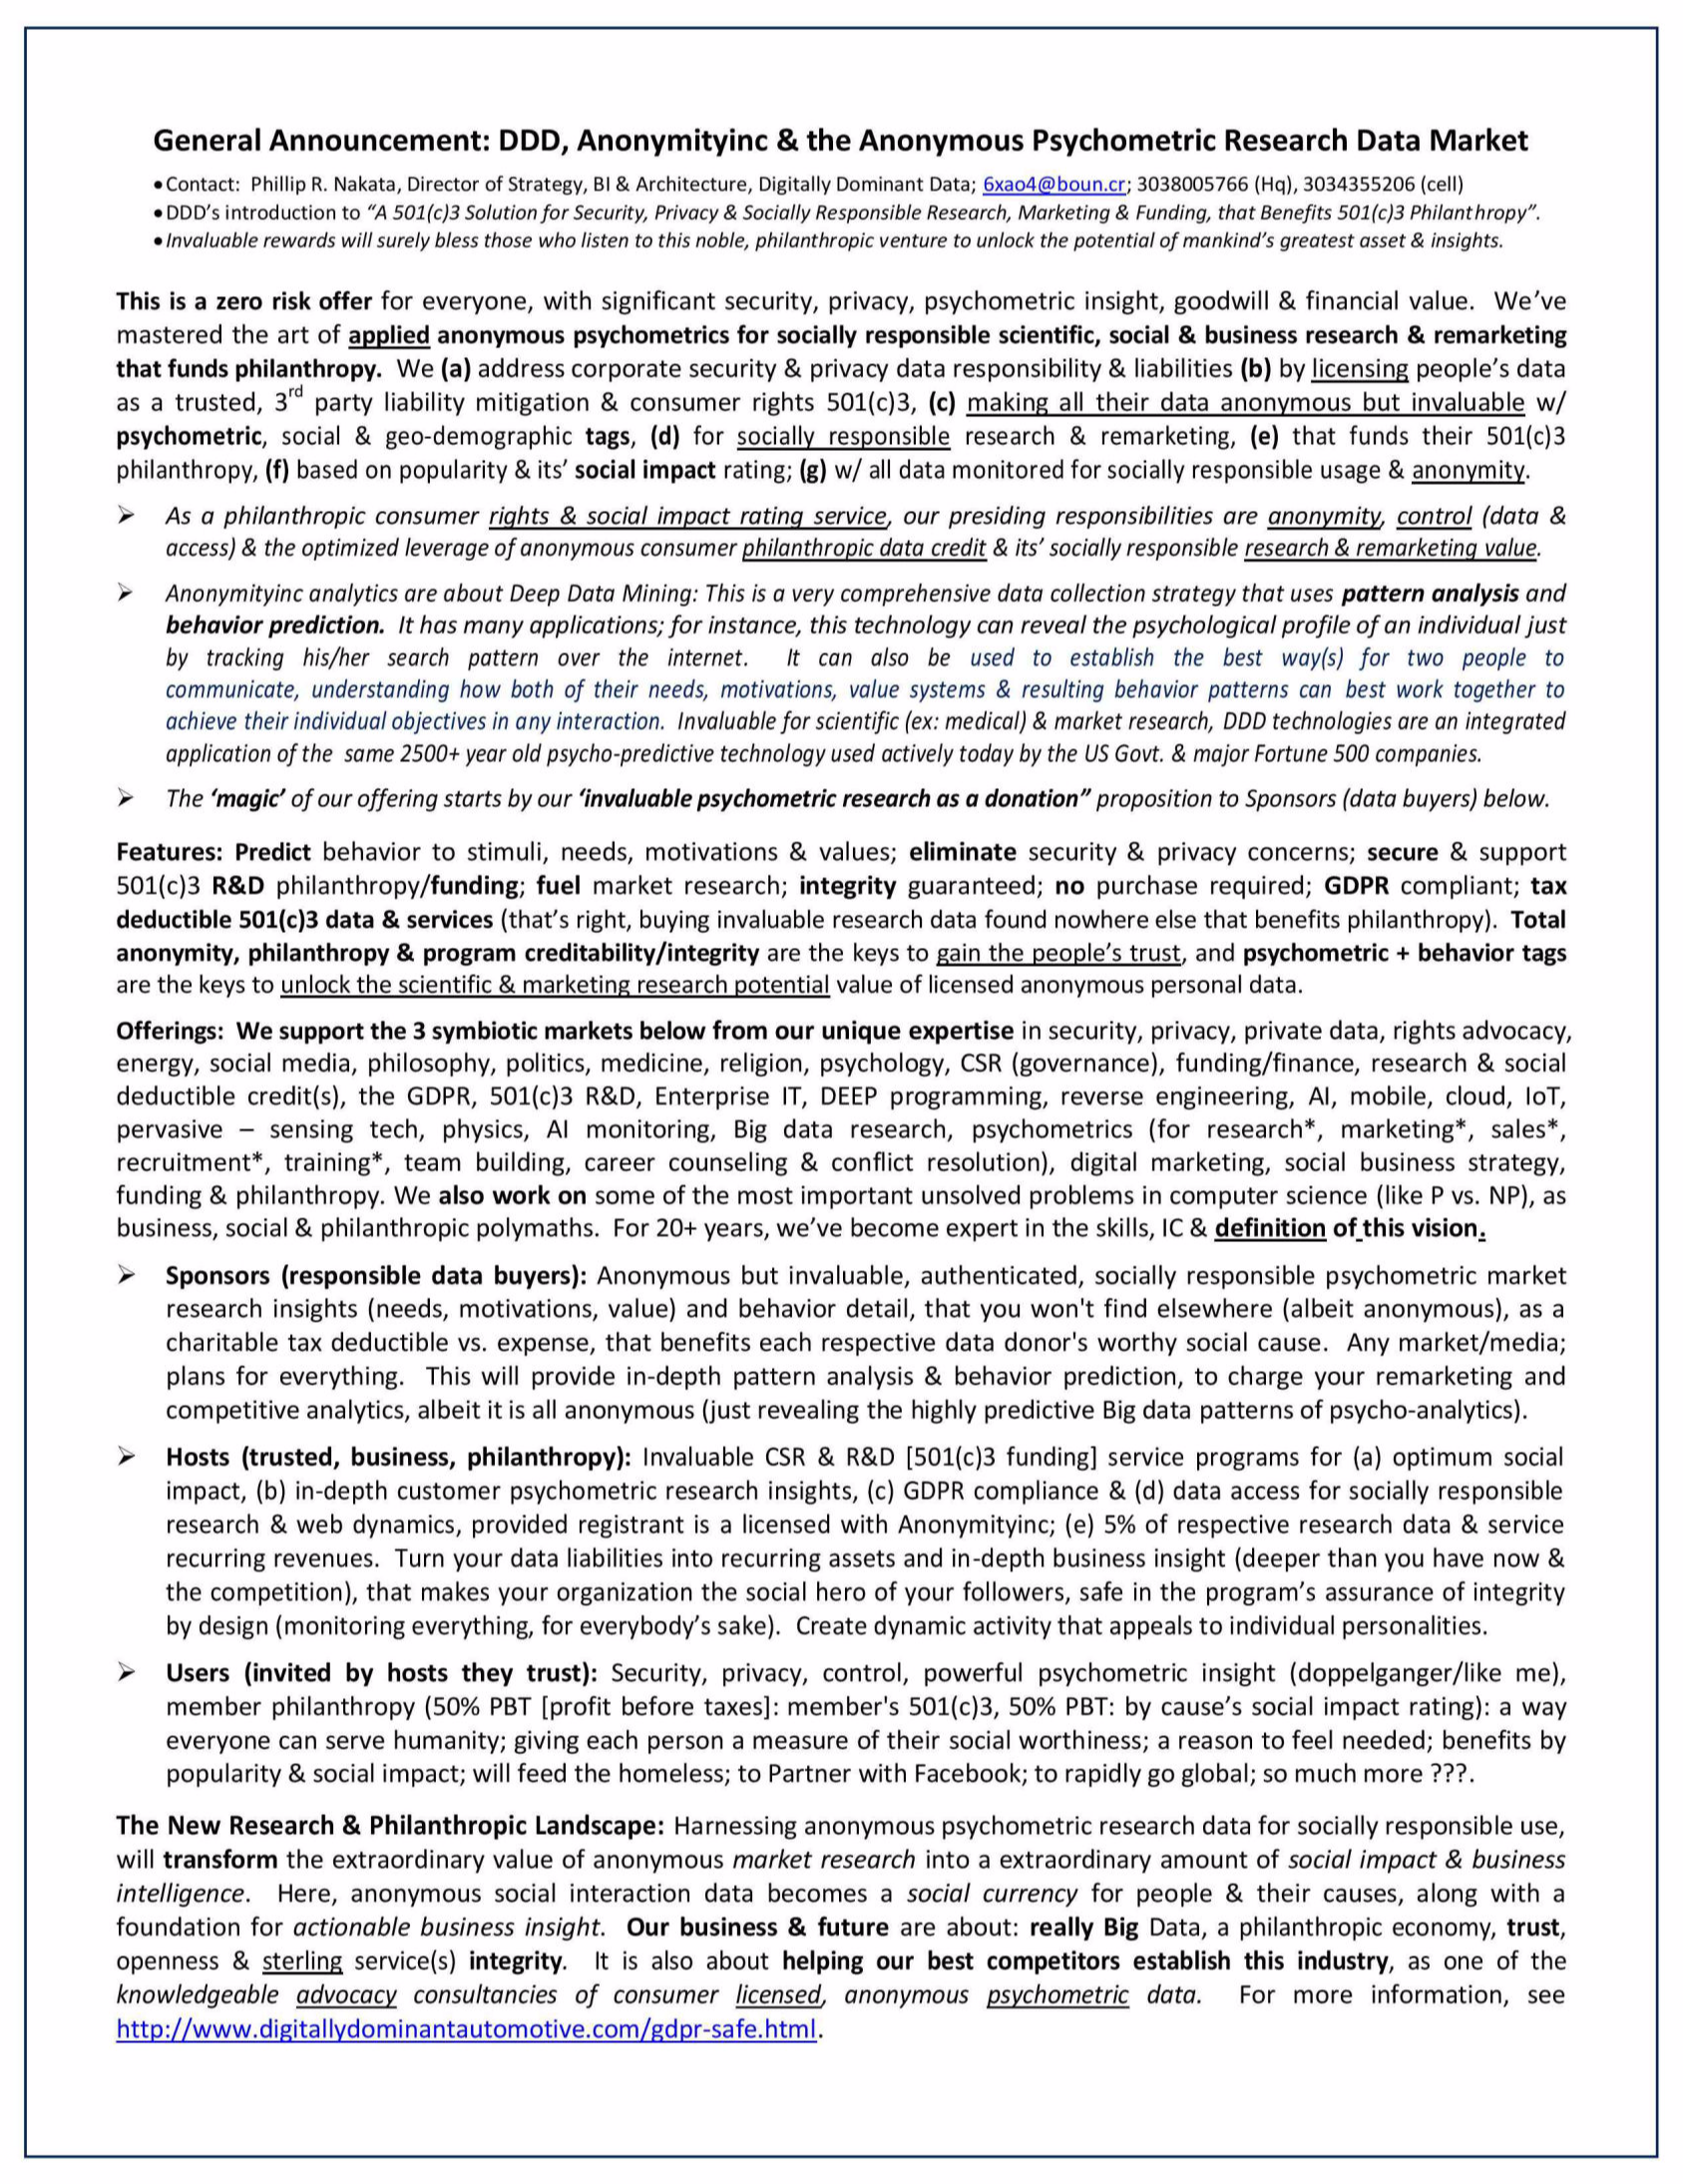 General Announcement: DDD, Anonymityinc & the Anonymous Psychometric Research Data Market
• Contact: Phillip R. Nakata, Director of Strategy, BI & Architecture, Digitally Dominant Data; 6xao4@boun.cr; 3038005766 (Hq), 3034355206 (cell)
• DDD's introduction to "A 501(c)3 Solution for Security, Privacy & Socially Responsible Research, Marketing & Funding, that Benefits 501(c)3 Philanthropy".
• Invaluable rewards will surely bless those who listen to this noble, philanthropic venture to unlock the potential of mankind's greatest asset & insights.
This is a zero risk offer for everyone, with significant security, privacy, psychometric insight, goodwill & financial value. We've
mastered the art of applied anonymous psychometrics for socially responsible scientific, social & business research & remarketing
that funds philanthropy. We (a) address corporate security & privacy data responsibility & liabilities (b) by licensing people's data
as a trusted, 3rd party liability mitigation & consumer rights 501(c)3, (c) making all their data anonymous but invaluable w/
psychometric, social & geo-demographic tags, (d) for socially responsible research & remarketing, (e) that funds their 501(c)3
philanthropy, (f) based on popularity & its' social impact rating; (g) w/ all data monitored for socially responsible usage & anonymity.
➢ As a philanthropic consumer rights & social impact rating service, our presiding responsibilities are anonymity, control (data &
access) & the optimized leverage of anonymous consumer philanthropic data credit & its' socially responsible research & remarketing value.
➢ Anonymityinc analytics are about Deep Data Mining: This is a very comprehensive data collection strategy that uses pattern analysis and
behavior prediction. It has many applications; for instance, this technology can reveal the psychological profile of an individual just
by tracking his/her search pattern over the internet. It can also be used to establish the best way(s) for two people to
communicate, understanding how both of their needs, motivations, value systems & resulting behavior patterns can best work together to
achieve their individual objectives in any interaction. Invaluable for scientific (ex: medical) & market research, DDD technologies are an integrated
application of the same 2500+ year old psycho-predictive technology used actively today by the US Govt. & major Fortune 500 companies.
➢ The 'magic' of our offering starts by our 'invaluable psychometric research as a donation" proposition to Sponsors (data buyers) below.
Features: Predict behavior to stimuli, needs, motivations & values; eliminate security & privacy concerns; secure & support
501(c)3 R&D philanthropy/funding; fuel market research; integrity guaranteed; no purchase required; GDPR compliant; tax
deductible 501(c)3 data & services (that's right, buying invaluable research data found nowhere else that benefits philanthropy). Total
anonymity, philanthropy & program creditability/integrity are the keys to gain the people's trust, and psychometric + behavior tags
are the keys to unlock the scientific & marketing research potential value of licensed anonymous personal data.
Offerings: We support the 3 symbiotic markets below from our unique expertise in security, privacy, private data, rights advocacy,
energy, social media, philosophy, politics, medicine, religion, psychology, CSR (governance), funding/finance, research & social
deductible credit(s), the GDPR, 501(c)3 R&D, Enterprise IT, DEEP programming, reverse engineering, AI, mobile, cloud, IoT,
pervasive – sensing tech, physics, AI monitoring, Big data research, psychometrics (for research*, marketing*, sales*,
recruitment*, training*, team building, career counseling & conflict resolution), digital marketing, social business strategy,
funding & philanthropy. We also work on some of the most important unsolved problems in computer science (like P vs. NP), as
business, social & philanthropic polymaths. For 20+ years, we've become expert in the skills, IC & definition of this vision.
➢ Sponsors (responsible data buyers): Anonymous but invaluable, authenticated, socially responsible psychometric market
research insights (needs, motivations, value) and behavior detail, that you won't find elsewhere (albeit anonymous), as a
charitable tax deductible vs. expense, that benefits each respective data donor's worthy social cause. Any market/media;
plans for everything. This will provide in-depth pattern analysis & behavior prediction, to charge your remarketing and
competitive analytics, albeit it is all anonymous (just revealing the highly predictive Big data patterns of psycho-analytics).
➢ Hosts (trusted, business, philanthropy): Invaluable CSR & R&D [501(c)3 funding] service programs for (a) optimum social
impact, (b) in-depth customer psychometric research insights, (c) GDPR compliance & (d) data access for socially responsible
research & web dynamics, provided registrant is a licensed with Anonymityinc; (e) 5% of respective research data & service
recurring revenues. Turn your data liabilities into recurring assets and in-depth business insight (deeper than you have now &
the competition), that makes your organization the social hero of your followers, safe in the program's assurance of integrity
by design (monitoring everything, for everybody's sake). Create dynamic activity that appeals to individual personalities.
➢ Users (invited by hosts they trust): Security, privacy, control, powerful psychometric insight (doppelganger/like me),
member philanthropy (50% PBT [profit before taxes]: member's 501(c)3, 50% PBT: by cause's social impact rating): a way
everyone can serve humanity; giving each person a measure of their social worthiness; a reason to feel needed; benefits by
popularity & social impact; will feed the homeless; to Partner with Facebook; to rapidly go global; so much more ???.
The New Research & Philanthropic Landscape: Harnessing anonymous psychometric research data for socially responsible use,
will transform the extraordinary value of anonymous market research into a extraordinary amount of social impact & business
intelligence. Here, anonymous social interaction data becomes a social currency for people & their causes, along with a
foundation for actionable business insight. Our business & future are about: really Big Data, a philanthropic economy, trust,
openness & sterling service(s) integrity. It is also about helping our best competitors establish this industry, as one of the
knowledgeable advocacy consultancies of consumer licensed, anonymous psychometric data. For more information, see
http://www.digitallydominantautomotive.com/gdpr-safe.html.